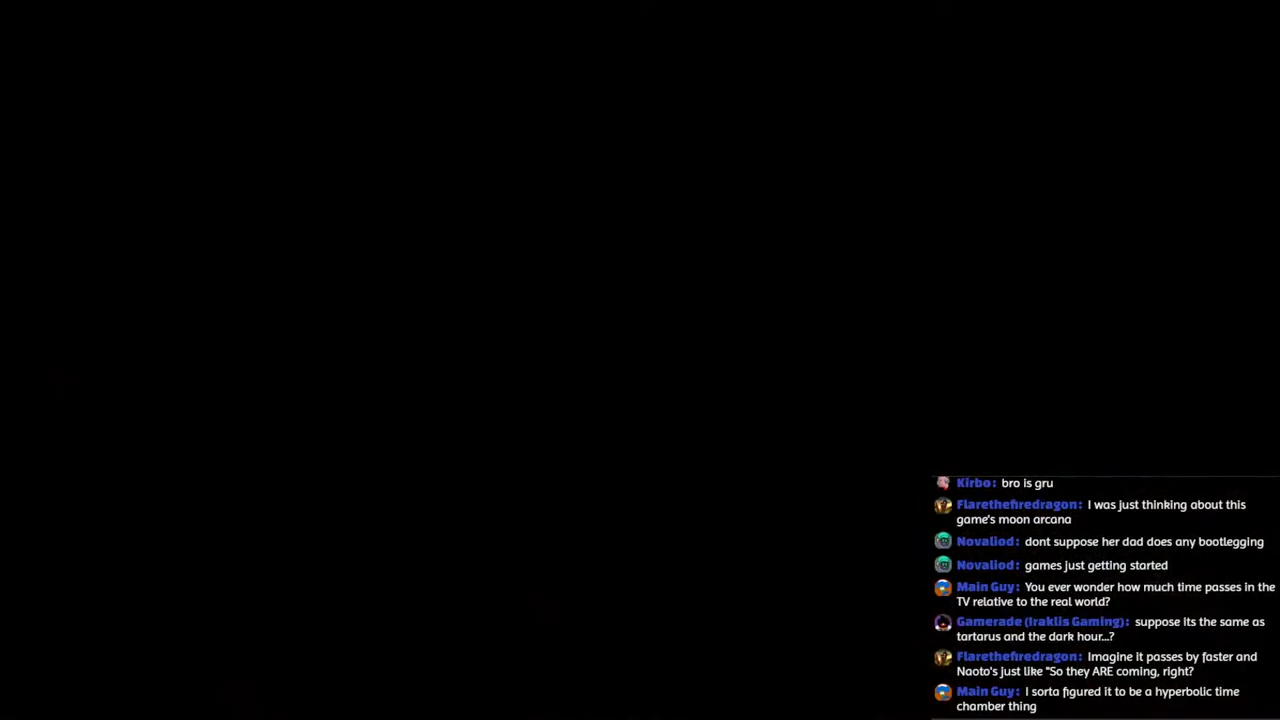 Kirbo: bro is gru
Flarethefiredragon: I was just thinking about this
game's moon arcana
Novaliod: dont suppose her dad does any bootlegging
Novaliod: games just getting started
Main Guy: You ever wonder how much time passes in the
TV relative to the real world?
Gamerade (Iraklis Gaming): suppose its the same as
tartarus and the dark hour...?
Flarethefiredragon: Imagine it passes by faster and
Naoto's just like "So they ARE coming, right?
Main Guy: I sorta figured it to be a hyperbolic time
chamber thing